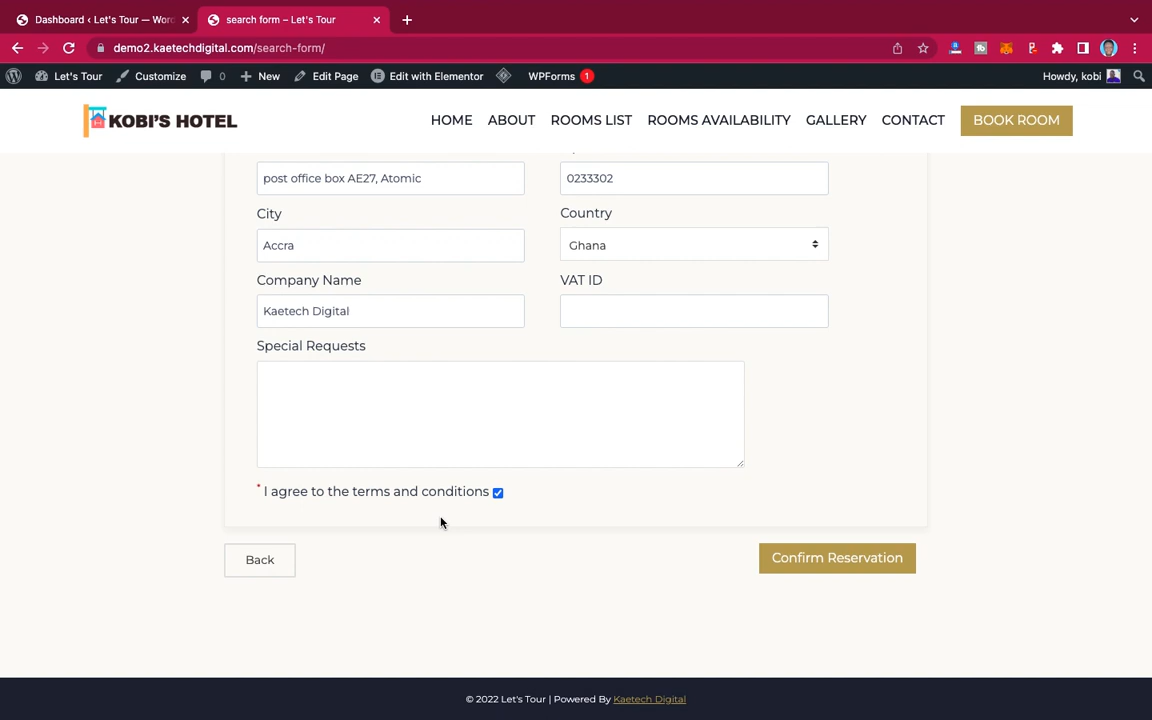 Dashboard ‹ Let's Tour — Wor
search form – Let's Tour
demo2.kaetechdigital.com/search-form/
Let's Tour
Customize
0
New
Edit Page
Edit with Elementor
WPForms 1
Howdy, kobi
KOBI'S HOTEL
HOME
ABOUT
ROOMS LIST
ROOMS AVAILABILITY
GALLERY
CONTACT
BOOK ROOM
post office box AE27, Atomic
0233302
City
Country
Accra
Ghana
Company Name
VAT ID
Kaetech Digital
Special Requests
* I agree to the terms and conditions
Back
Confirm Reservation
© 2022 Let's Tour | Powered By Kaetech Digital